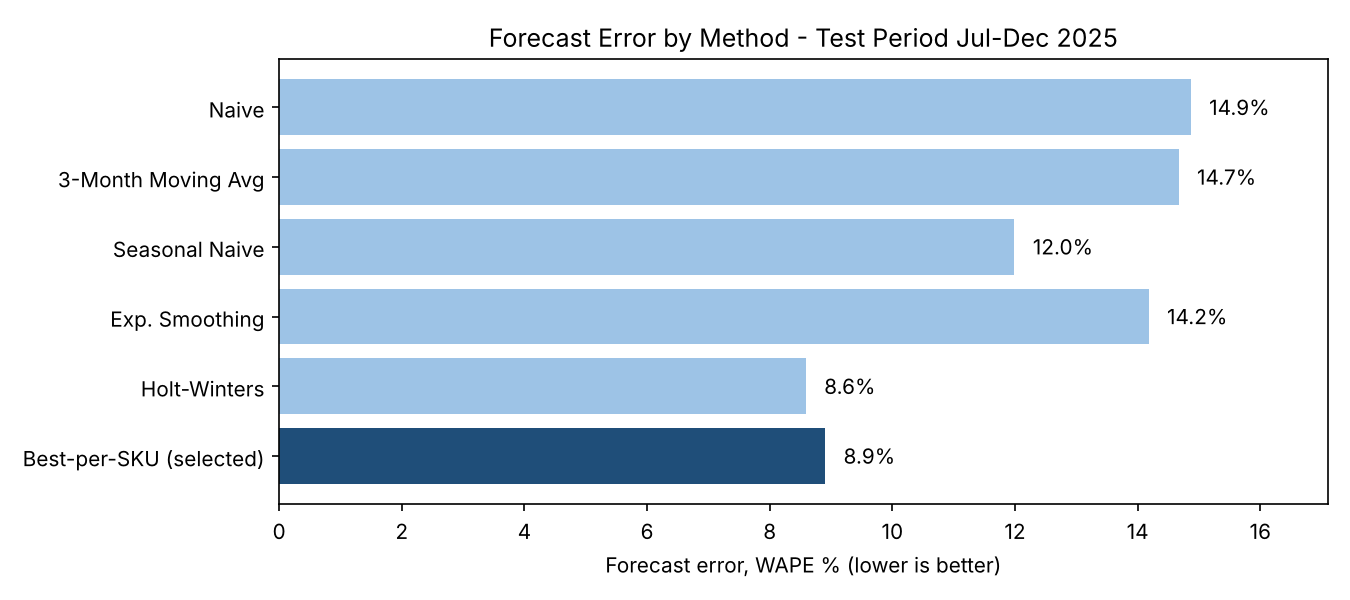 Forecast Error by Method - Test Period Jul-Dec 2025
Naive
14.9%
3-Month Moving Avg
14.7%
Seasonal Naive
12.0%
Exp. Smoothing
14.2%
Holt-Winters
8.6%
Best-per-SKU (selected)
8.9%
0 2 4 6 8 10 12 14 16
Forecast error, WAPE % (lower is better)